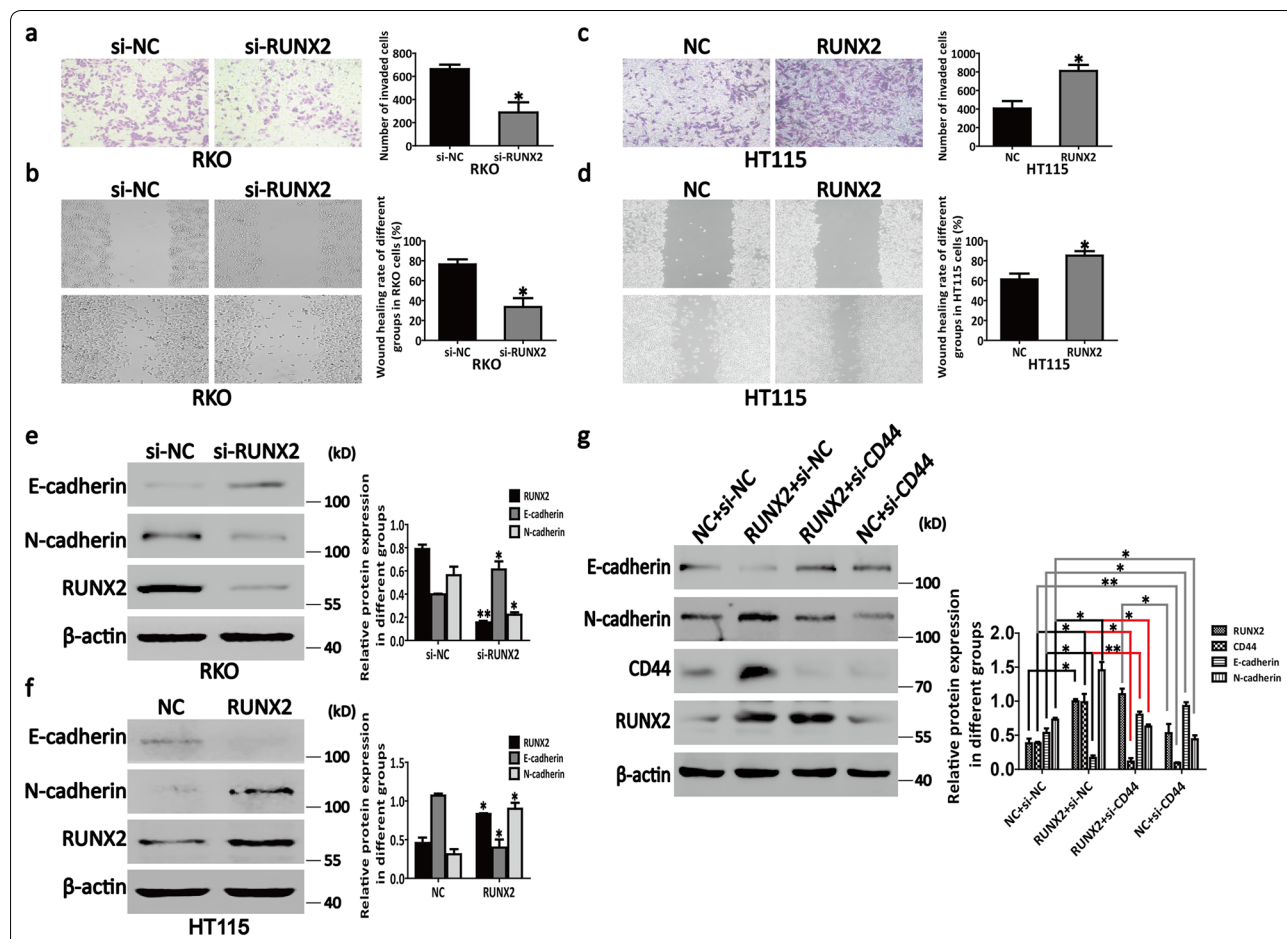 a
si-NC si-RUNX2
RKO
Number of invaded cells
800
600
400
200
0
*
si-NC si-RUNX2
RKO
c
NC RUNX2
HT115
Number of invaded cells
1000
800
600
400
200
0
*
NC RUNX2
HT115
b
si-NC si-RUNX2
RKO
Wound healing rate of different
groups in RKO cells (%)
100
80
60
40
20
0
*
si-NC si-RUNX2
RKO
d
NC RUNX2
HT115
Wound healing rate of different
groups in HT115 cells (%)
100
80
60
40
20
0
*
NC RUNX2
HT115
e
si-NC si-RUNX2 (kD)
E-cadherin
100
N-cadherin
100
RUNX2
55
β-actin
40
RKO
Relative protein expression
in different groups
RUNX2
E-cadherin
N-cadherin
1.0
0.8
0.6
0.4
0.2
0.0
** * *
si-NC si-RUNX2
f
NC RUNX2 (kD)
E-cadherin
N-cadherin
100
RUNX2
55
β-actin
40
HT115
Relative protein expression
in different groups
RUNX2
E-cadherin
N-cadherin
1.5
1.0
0.5
0.0
* * *
NC RUNX2
g
NC+si-NC RUNX2+si-NC RUNX2+si-CD44 NC+si-CD44
(kD)
E-cadherin
100
N-cadherin
100
CD44
70
RUNX2
55
β-actin
40
Relative protein expression
in different groups
RUNX2
CD44
E-cadherin
N-cadherin
2.0
1.5
1.0
0.5
0.0
*
*
**
*
* *
* *
* **
*
NC+si-NC RUNX2+si-NC RUNX2+si-CD44 NC+si-CD44